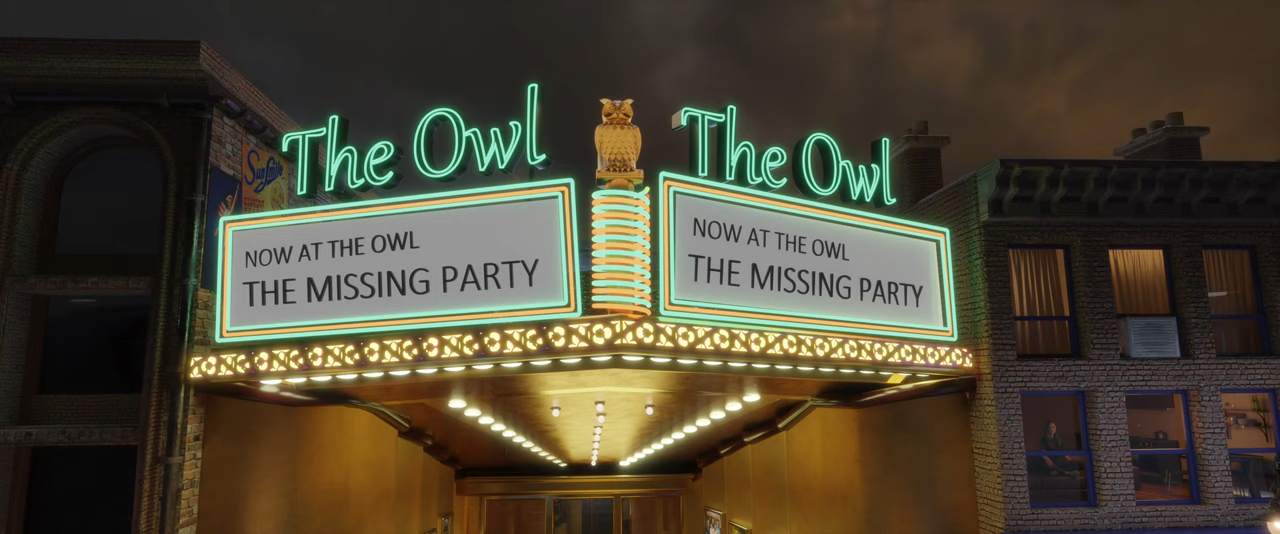 The Owl
NOW AT THE OWL
THE MISSING PARTY
The Owl
NOW AT THE OWL
THE MISSING PARTY